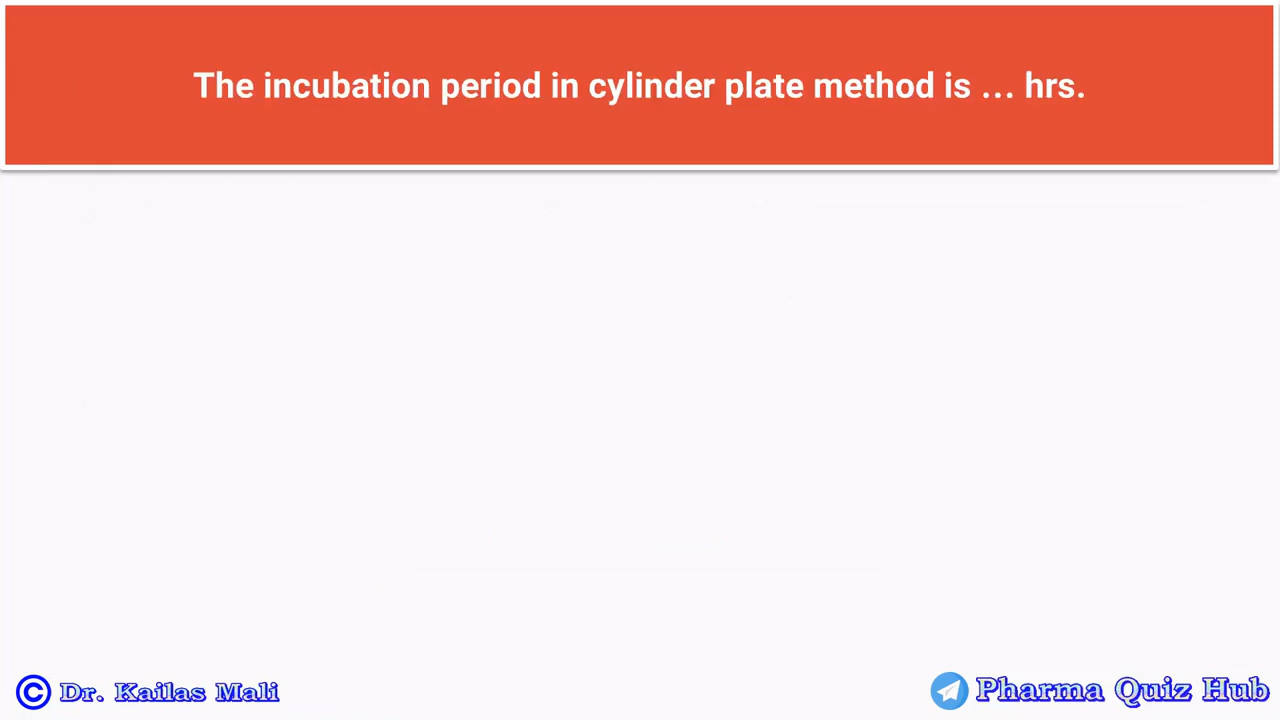 The incubation period in cylinder plate method is ... hrs.
© Dr. Kailas Mali
Pharma Quiz Hub